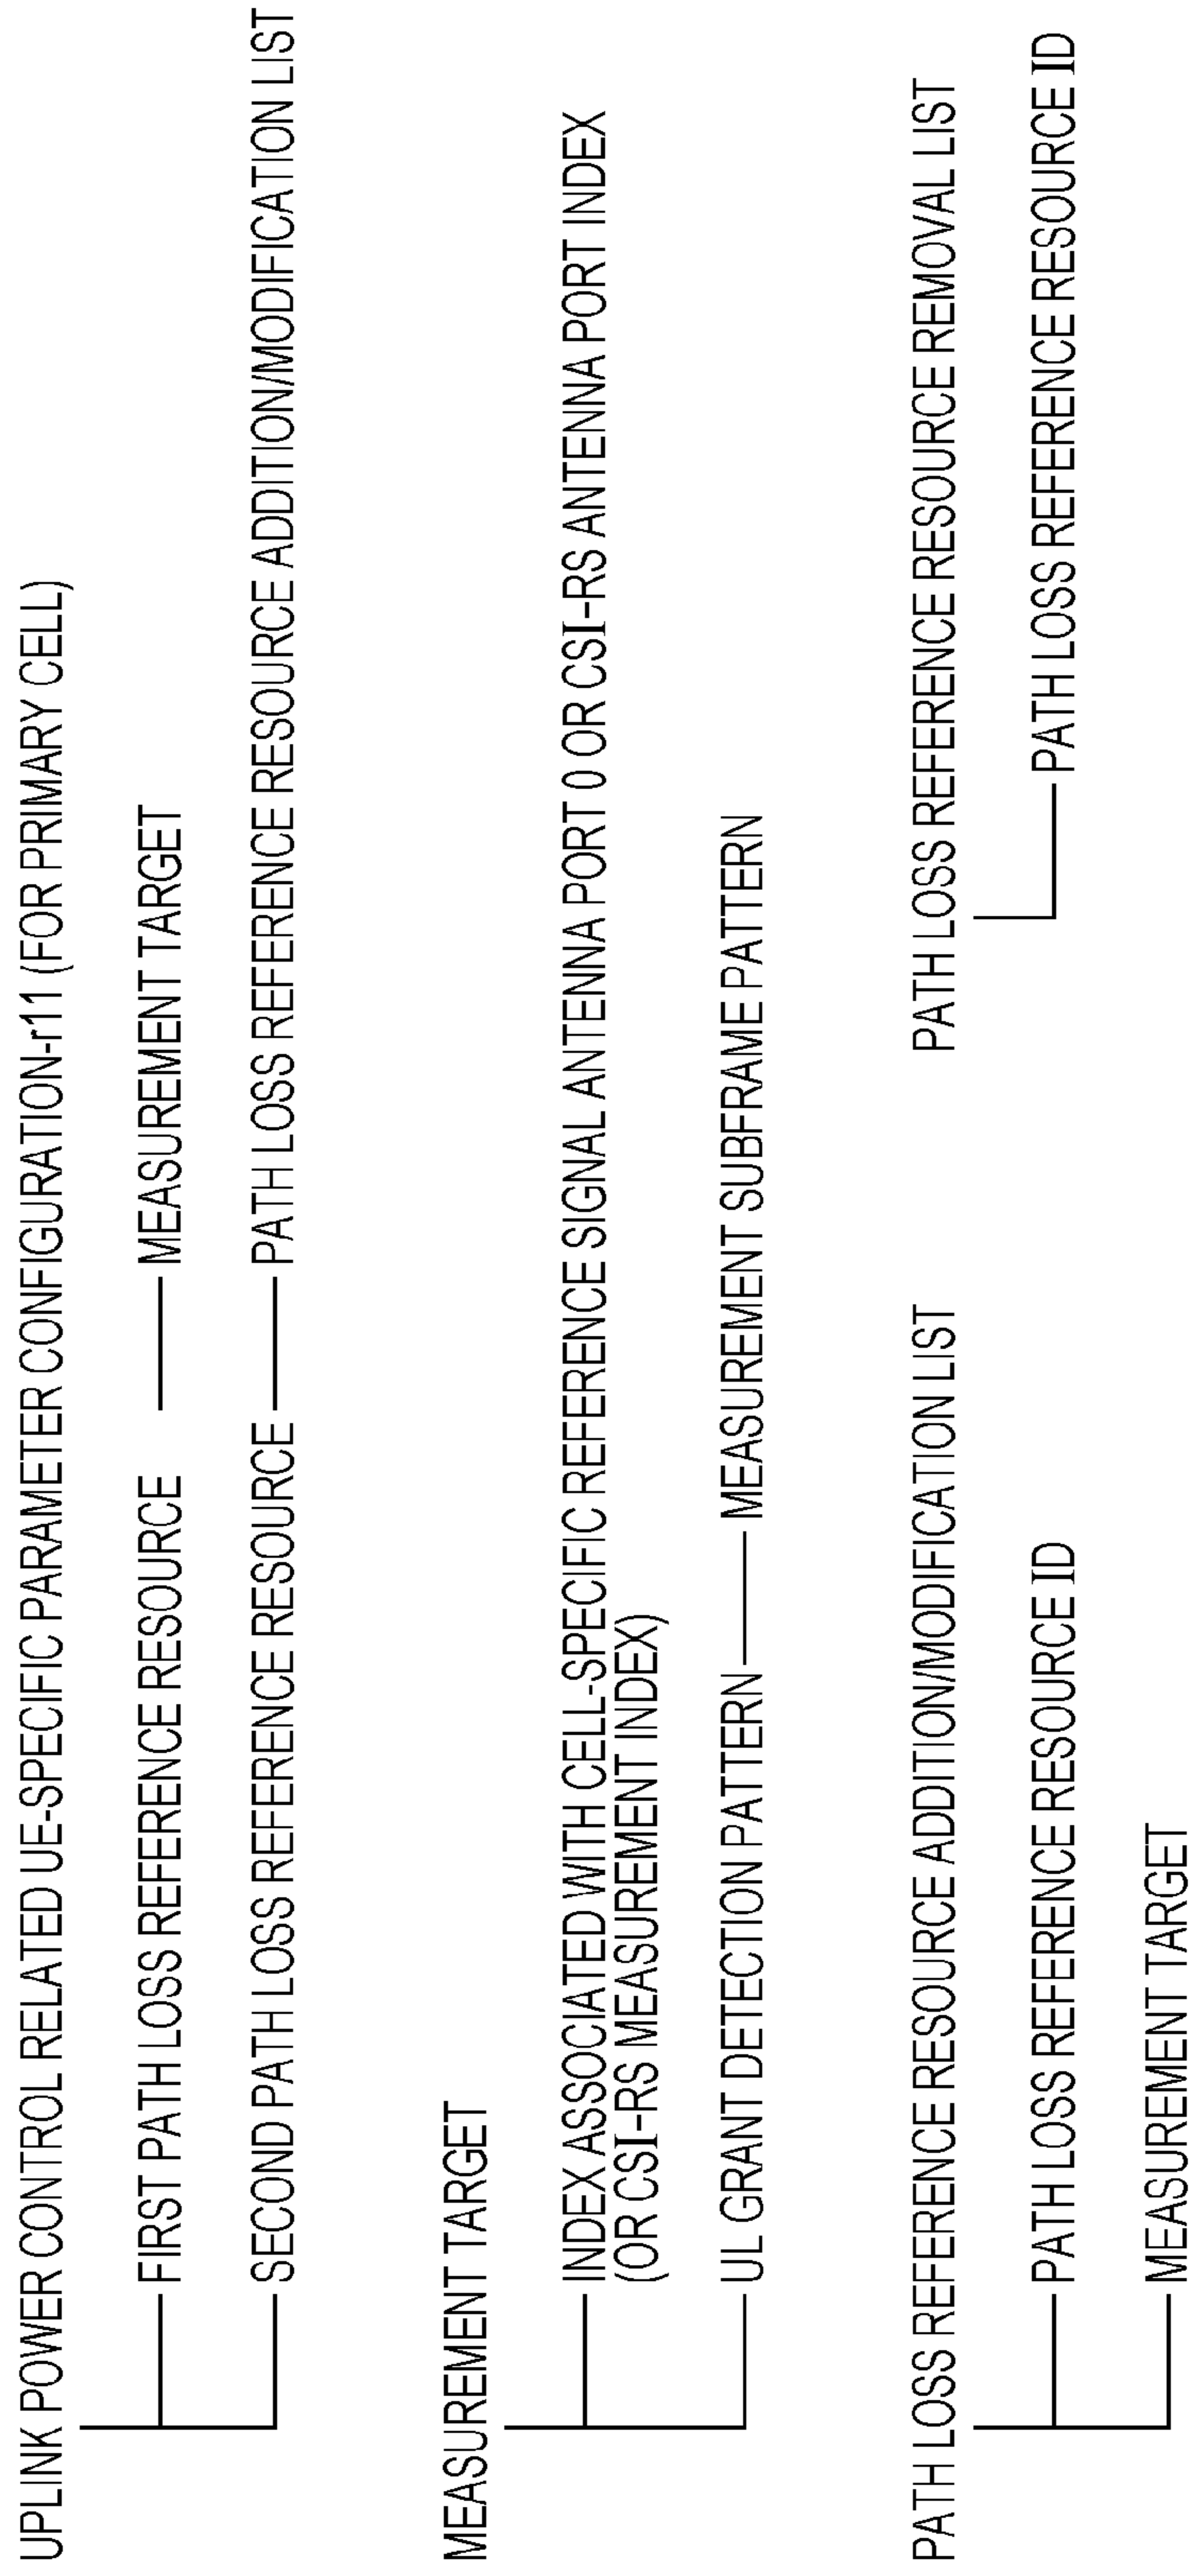 UPLINK POWER CONTROL RELATED UE-SPECIFIC PARAMETER CONFIGURATION-r11 (FOR PRIMARY CELL)
FIRST PATH LOSS REFERENCE RESOURCE MEASUREMENT TARGET
SECOND PATH LOSS REFERENCE RESOURCE PATH LOSS REFERENCE RESOURCE ADDITION/MODIFICATION LIST
MEASUREMENT TARGET
INDEX ASSOCIATED WITH CELL-SPECIFIC REFERENCE SIGNAL ANTENNA PORT 0 OR CSI-RS ANTENNA PORT INDEX
(OR CSI-RS MEASUREMENT INDEX)
UL GRANT DETECTION PATTERN MEASUREMENT SUBFRAME PATTERN
PATH LOSS REFERENCE RESOURCE ADDITION/MODIFICATION LIST
PATH LOSS REFERENCE RESOURCE ID
MEASUREMENT TARGET
PATH LOSS REFERENCE RESOURCE REMOVAL LIST
PATH LOSS REFERENCE RESOURCE ID